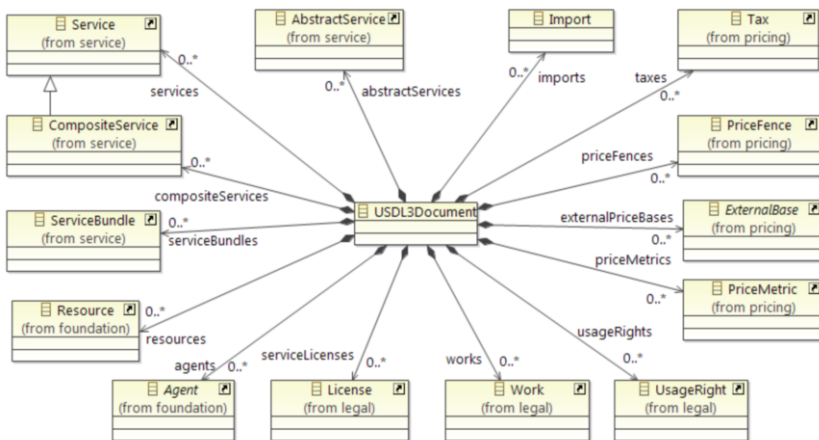 Service
(from service)
AbstractService
(from service)
Import
Tax
(from pricing)
0..*
services
0..*
abstractServices
0..*
imports
taxes
0..*
CompositeService
(from service)
0..*
compositeServices
PriceFence
(from pricing)
priceFences
0..*
USDL3Document
ServiceBundle
(from service)
0..*
serviceBundles
ExternalBase
(from pricing)
externalPriceBases
0..*
priceMetrics
0..*
PriceMetric
(from pricing)
Resource
(from foundation)
0..*
resources
agents
0..*
serviceLicenses
0..*
works
0..*
usageRights
0..*
Agent
(from foundation)
License
(from legal)
Work
(from legal)
UsageRight
(from legal)